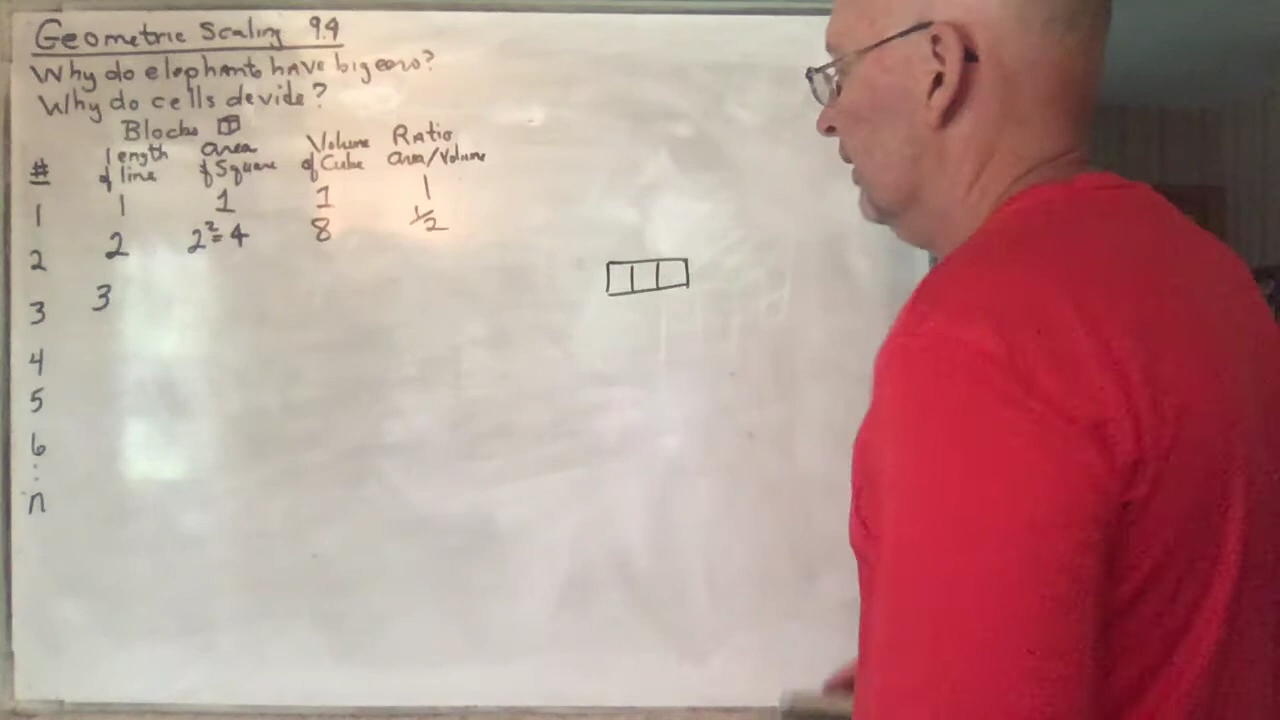 Geometric Scaling 9.4
Why do elephants have big ears?
Why do cells devide?
Blocks
# length of line area of Square Volume of Cube Ratio area/Volume
1 1 1 1 1
2 2 2²=4 8 1/2
3 3
4
5
6
⋮
n